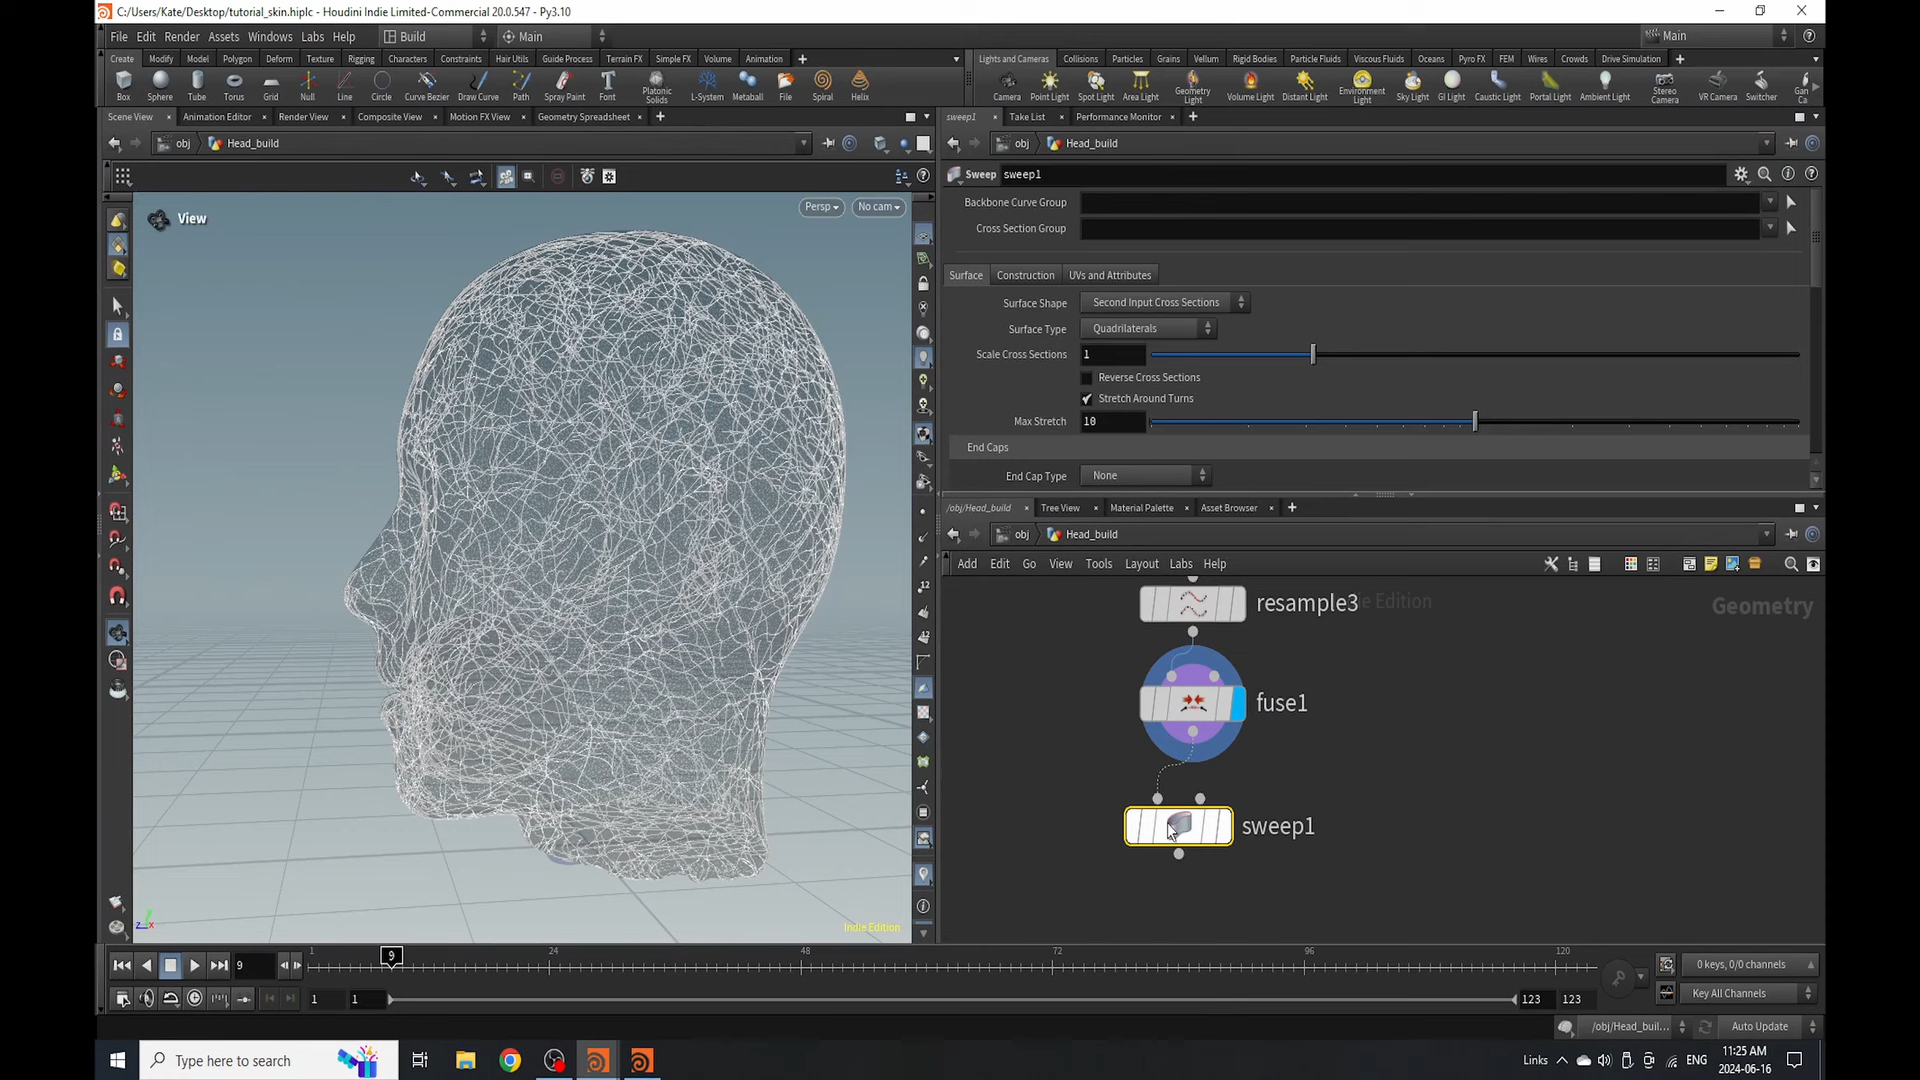 C:/Users/Kate/Desktop/tutorial_skin.hiplc - Houdini Indie Limited-Commercial 20.0.547 - Py3.10
File Edit Render Assets Windows Labs Help Build Main Main
Create Modify Model Polygon Deform Texture Rigging Characters Constraints Hair Utils Guide Process Terrain FX Simple FX Volume Animation
Lights and Cameras Collisions Particles Grains Vellum Rigid Bodies Particle Fluids Viscous Fluids Oceans Pyro FX FEM Wires Crowds Drive Simulation
Box Sphere Tube Torus Grid Null Line Circle Curve Bezier Draw Curve Path Spray Paint Font Platonic Solids L-System Metaball File Spiral Helix
Camera Point Light Spot Light Area Light Geometry Light Volume Light Distant Light Environment Light Sky Light GI Light Caustic Light Portal Light Ambient Light Stereo Camera VR Camera Switcher Gan Ca
Scene View Animation Editor Render View Composite View Motion FX View Geometry Spreadsheet
sweep1 Take List Performance Monitor
obj Head_build
obj Head_build
Sweep sweep1
View
Persp No cam
Backbone Curve Group
Cross Section Group
Surface Construction UVs and Attributes
Surface Shape Second Input Cross Sections
Surface Type Quadrilaterals
Scale Cross Sections 1
Reverse Cross Sections
Stretch Around Turns
Max Stretch 10
End Caps
End Cap Type None
/obj/Head_build Tree View Material Palette Asset Browser
obj Head_build
Add Edit Go View Tools Layout Labs Help
resample3
Edition
Geometry
fuse1
sweep1
12
12
z x
Indie Edition
1 9 24 48 72 96 120
9
0 keys, 0/0 channels
1 1 123 123
Key All Channels
/obj/Head_buil... Auto Update
Type here to search
Links ENG
11:25 AM
2024-06-16